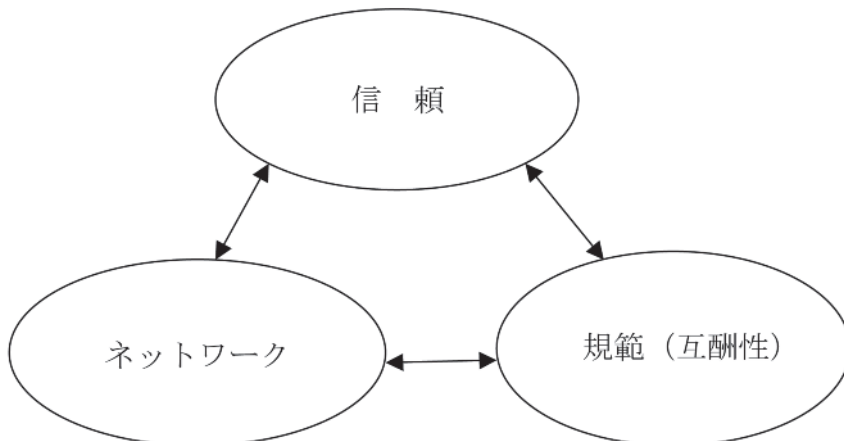 信　頼
ネットワーク
規範（互酬性）